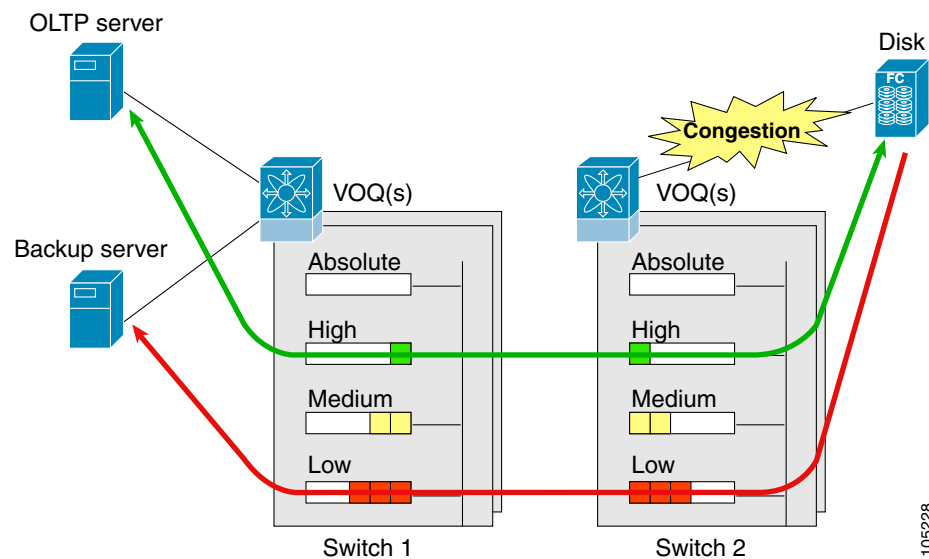 OLTP server
Disk
FC
Congestion
VOQ(s)
VOQ(s)
Backup server
Absolute
Absolute
High
High
Medium
Medium
Low
Low
Switch 1
Switch 2
105228